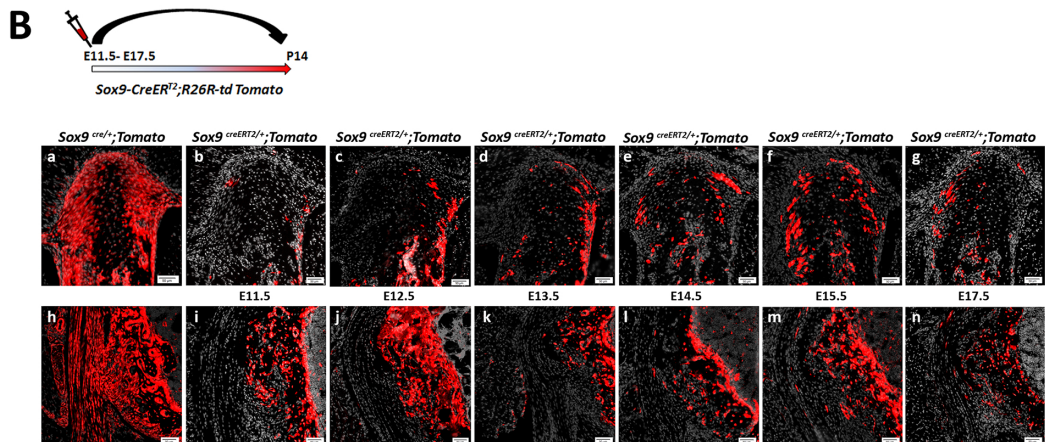 B
E11.5- E17.5
P14
Sox9-CreERT2;R26R-td Tomato
Sox9 cre/+;Tomato
Sox9 creERT2/+;Tomato
Sox9 creERT2/+;Tomato
Sox9 creERT2/+;Tomato
Sox9 creERT2/+;Tomato
Sox9 creERT2/+;Tomato
Sox9 creERT2/+;Tomato
a
b
c
d
e
f
g
E11.5
E12.5
E13.5
E14.5
E15.5
E17.5
h
i
j
k
l
m
n